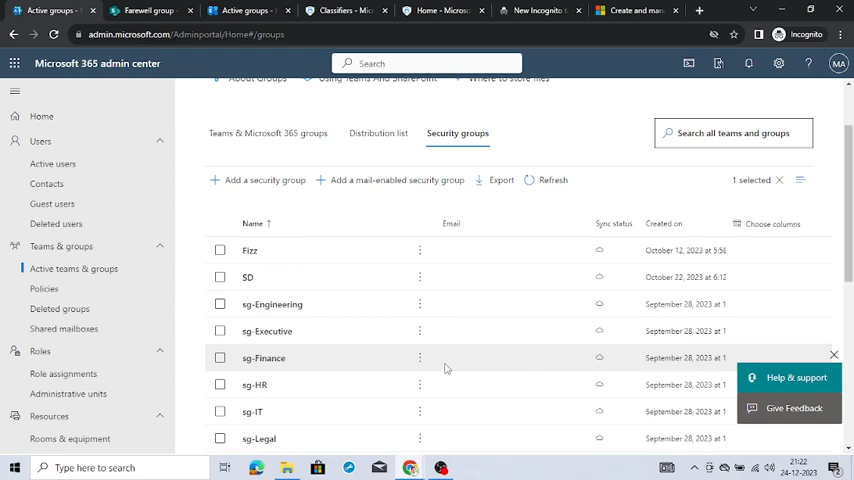 Active groups - M
Farewell group -
Active groups - L
Classifiers - Mic
Home - Microso
New Incognito t
Create and man
admin.microsoft.com/Adminportal/Home#/groups
Incognito
Microsoft 365 admin center
Search
MA
About Groups
Using Teams And SharePoint
Where to store files
Home
Users
Active users
Contacts
Guest users
Deleted users
Teams & groups
Active teams & groups
Policies
Deleted groups
Shared mailboxes
Roles
Role assignments
Administrative units
Resources
Rooms & equipment
Teams & Microsoft 365 groups
Distribution list
Security groups
Search all teams and groups
Add a security group
Add a mail-enabled security group
Export
Refresh
1 selected
Name ↑
Email
Sync status
Created on
Choose columns
Fizz
October 12, 2023 at 5:58
SD
October 22, 2023 at 6:12
sg-Engineering
September 28, 2023 at 1
sg-Executive
September 28, 2023 at 1
sg-Finance
September 28, 2023 at 1
sg-HR
September 28, 2023 at 1
sg-IT
September 28, 2023 at 1
sg-Legal
September 28, 2023 at 1
Help & support
Give Feedback
Type here to search
21:22
24-12-2023
2